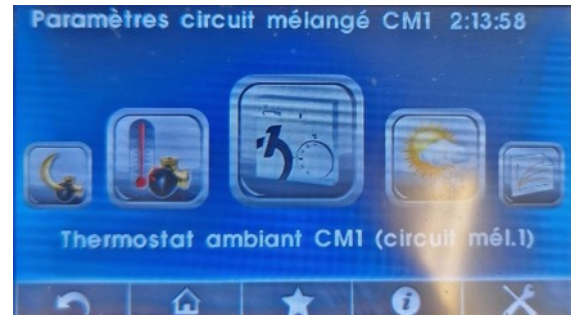 Paramètres circuit mélangé CM1 2:13:58
Thermostat ambiant CM1 (circuit mél.1)